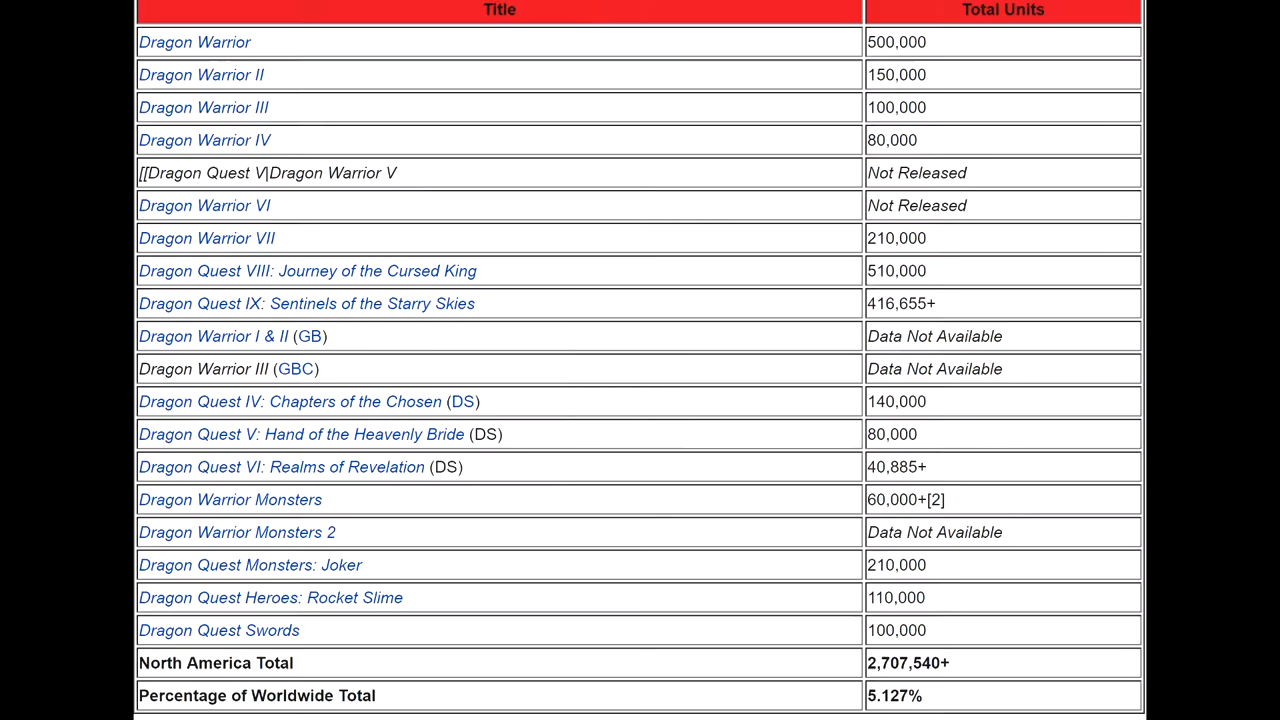 Title Total Units
Dragon Warrior 500,000
Dragon Warrior II 150,000
Dragon Warrior III 100,000
Dragon Warrior IV 80,000
[[Dragon Quest V|Dragon Warrior V Not Released
Dragon Warrior VI Not Released
Dragon Warrior VII 210,000
Dragon Quest VIII: Journey of the Cursed King 510,000
Dragon Quest IX: Sentinels of the Starry Skies 416,655+
Dragon Warrior I & II (GB) Data Not Available
Dragon Warrior III (GBC) Data Not Available
Dragon Quest IV: Chapters of the Chosen (DS) 140,000
Dragon Quest V: Hand of the Heavenly Bride (DS) 80,000
Dragon Quest VI: Realms of Revelation (DS) 40,885+
Dragon Warrior Monsters 60,000+[2]
Dragon Warrior Monsters 2 Data Not Available
Dragon Quest Monsters: Joker 210,000
Dragon Quest Heroes: Rocket Slime 110,000
Dragon Quest Swords 100,000
North America Total 2,707,540+
Percentage of Worldwide Total 5.127%